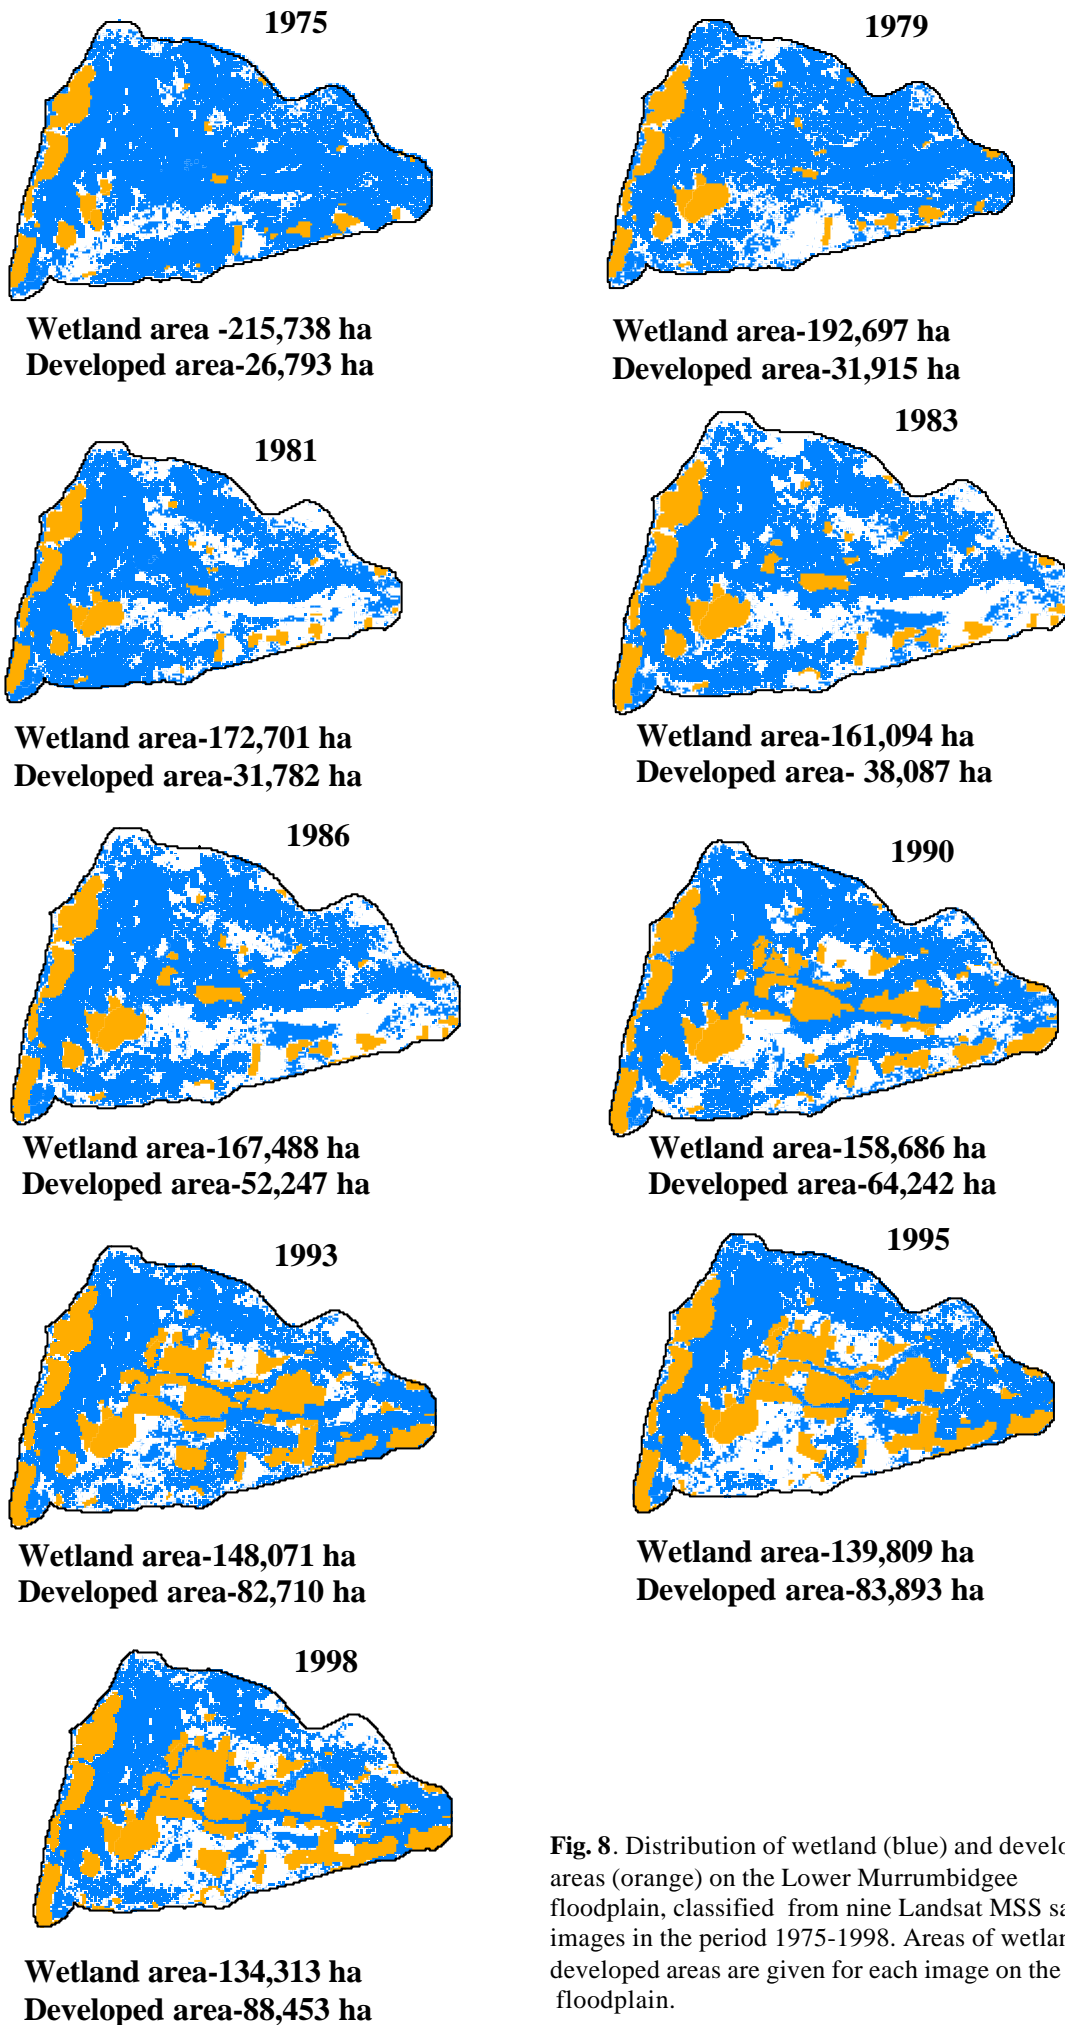 1975
Wetland area -215,738 ha
Developed area-26,793 ha
1979
Wetland area-192,697 ha
Developed area-31,915 ha
1981
Wetland area-172,701 ha
Developed area-31,782 ha
1983
Wetland area-161,094 ha
Developed area- 38,087 ha
1986
Wetland area-167,488 ha
Developed area-52,247 ha
1990
Wetland area-158,686 ha
Developed area-64,242 ha
1993
Wetland area-148,071 ha
Developed area-82,710 ha
1995
Wetland area-139,809 ha
Developed area-83,893 ha
1998
Wetland area-134,313 ha
Developed area-88,453 ha
Fig. 8. Distribution of wetland (blue) and develo
areas (orange) on the Lower Murrumbidgee
floodplain, classified from nine Landsat MSS sa
images in the period 1975-1998. Areas of wetlan
developed areas are given for each image on the
floodplain.